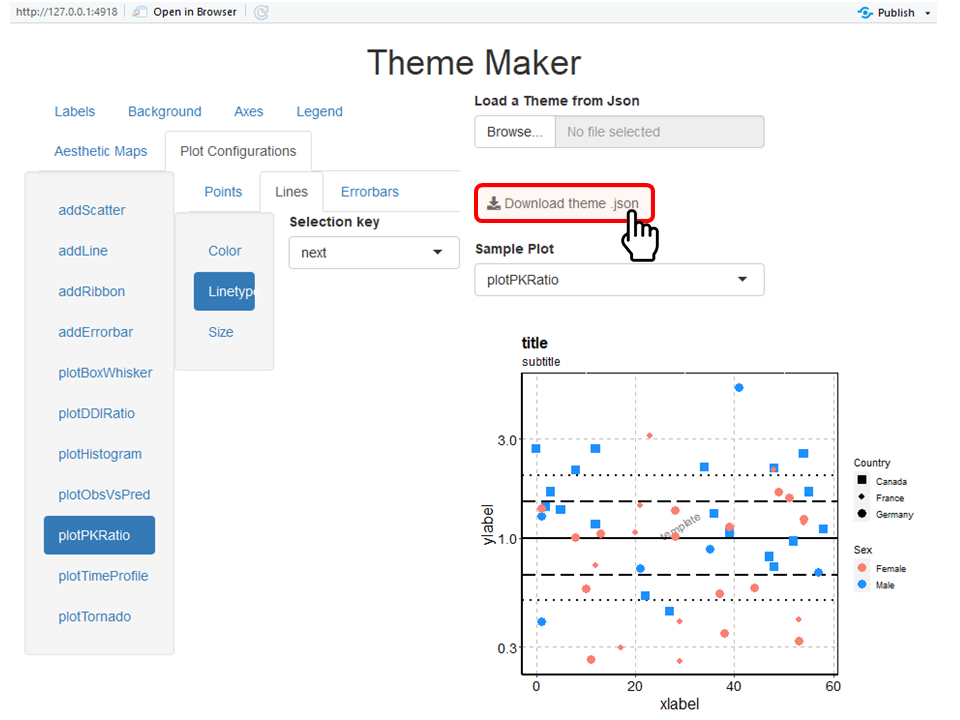 http://127.0.0.1:4918
Open in Browser
Publish
Theme Maker
Labels
Background
Axes
Legend
Aesthetic Maps
Plot Configurations
addScatter
addLine
addRibbon
addErrorbar
plotBoxWhisker
plotDDIRatio
plotHistogram
plotObsVsPred
plotPKRatio
plotTimeProfile
plotTornado
Points
Lines
Errorbars
Color
Linetype
Size
Selection key
next
Load a Theme from Json
Browse...
No file selected
Download theme .json
Sample Plot
plotPKRatio
title
subtitle
ylabel
3.0
1.0
0.3
template
0
20
40
60
xlabel
Country
Canada
France
Germany
Sex
Female
Male